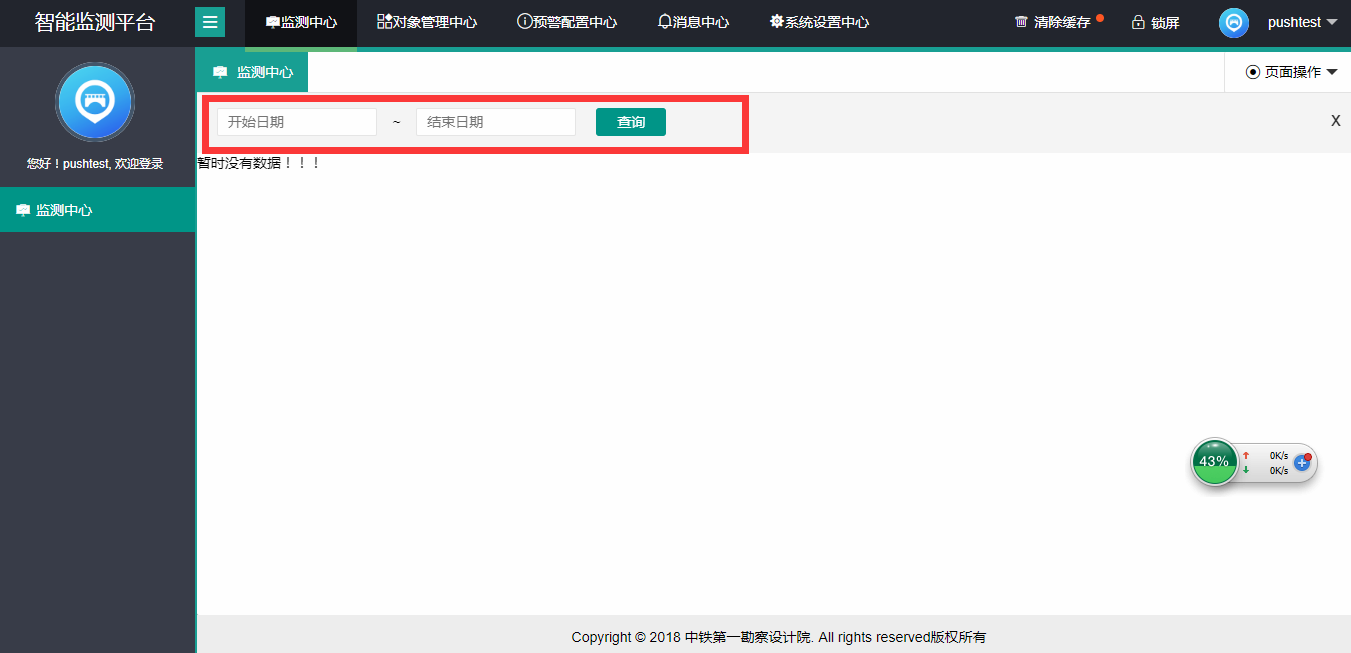 智能监测平台
监测中心 对象管理中心 预警配置中心 消息中心 系统设置中心 清除缓存 锁屏 pushtest
监测中心 页面操作
开始日期 ~ 结束日期 查询 X
您好！pushtest, 欢迎登录
暂时没有数据！！！
监测中心
43% 0K/s
0K/s
Copyright © 2018 中铁第一勘察设计院. All rights reserved版权所有